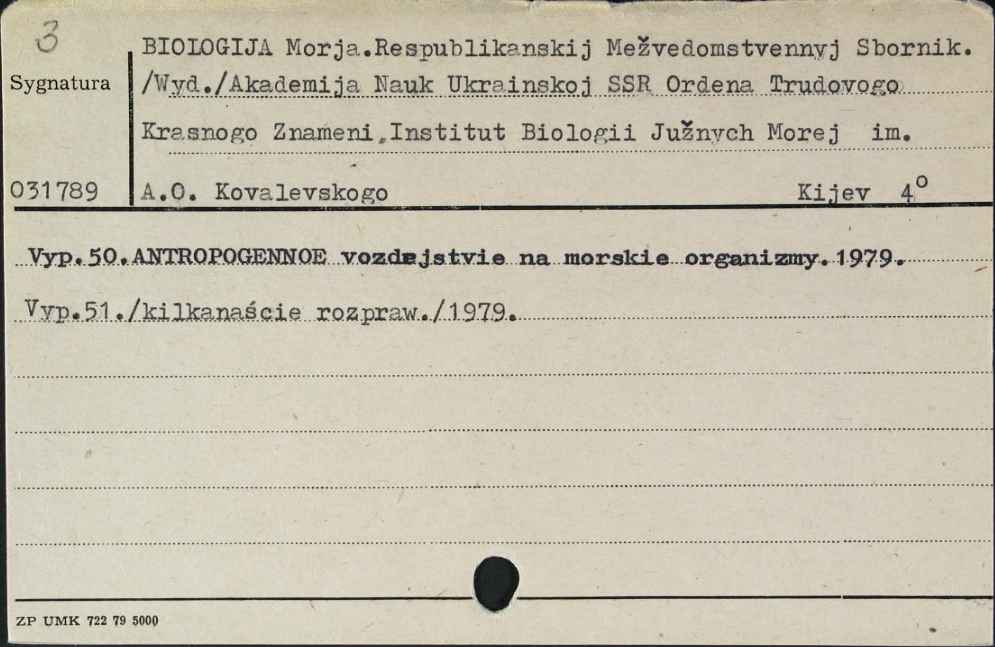 3
BIOLOGIJA Morja.Respublikanskij Mežvedomstvennyj Sbornik.
Sygnatura
/Wyd./Akademija Nauk Ukrainskoj SSR Ordena Trudovogo
Krasnogo Znameni,Institut Biologii Južnych Morej im.
031789
A.O. Kovalevskogo Kijev 4º
Vyp.50.ANTROPOGENNOE vozdejstvie na morskie organizmy.1979.
Vyp.51./kilkanaście rozpraw./1979.
ZP UMK 722 79 5000